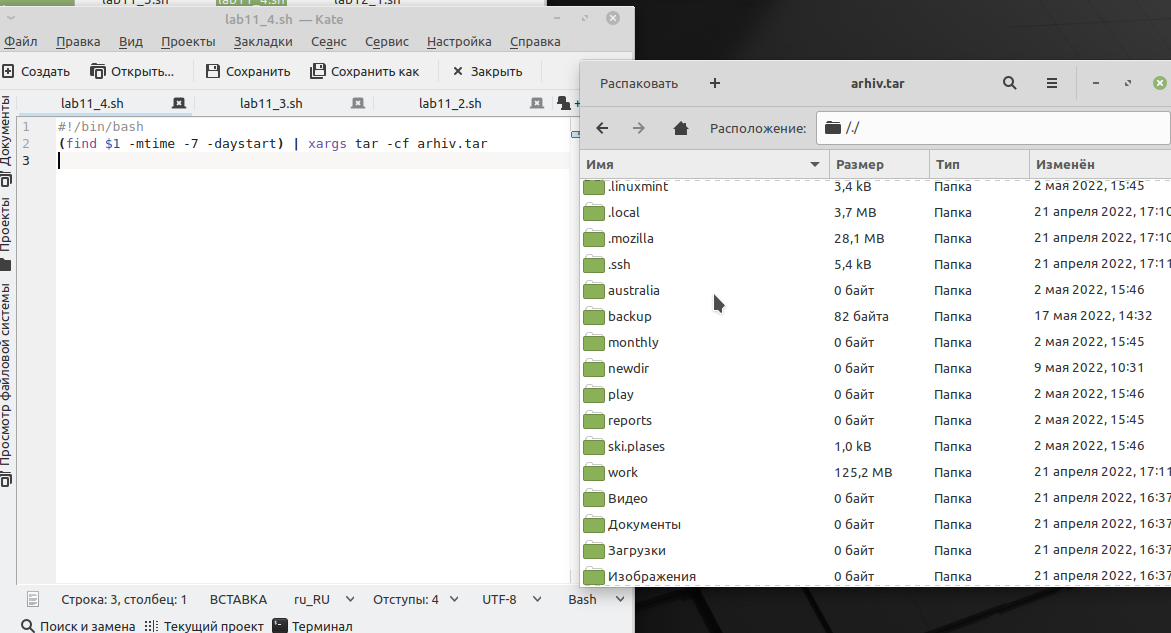 lab11_4.sh — Kate
Файл Правка Вид Проекты Закладки Сеанс Сервис Настройка Справка
Создать Открыть... Сохранить Сохранить как Закрыть
lab11_4.sh lab11_3.sh lab11_2.sh
Документы
Проекты
Просмотр файловой системы
1 #!/bin/bash
2 (find $1 -mtime -7 -daystart) | xargs tar -cf arhiv.tar
3
Строка: 3, столбец: 1 ВСТАВКА ru_RU Отступы: 4 UTF-8 Bash
Поиск и замена Текущий проект Терминал
Распаковать + arhiv.tar
Расположение: /./
Имя Размер Тип Изменён
.linuxmint 3,4 kB Папка 2 мая 2022, 15:45
.local 3,7 MB Папка 21 апреля 2022, 17:10
.mozilla 28,1 MB Папка 21 апреля 2022, 17:10
.ssh 5,4 kB Папка 21 апреля 2022, 17:11
australia 0 байт Папка 2 мая 2022, 15:46
backup 82 байта Папка 17 мая 2022, 14:32
monthly 0 байт Папка 2 мая 2022, 15:45
newdir 0 байт Папка 9 мая 2022, 10:31
play 0 байт Папка 2 мая 2022, 15:46
reports 0 байт Папка 2 мая 2022, 15:45
ski.plases 1,0 kB Папка 2 мая 2022, 15:46
work 125,2 MB Папка 21 апреля 2022, 17:11
Видео 0 байт Папка 21 апреля 2022, 16:37
Документы 0 байт Папка 21 апреля 2022, 16:37
Загрузки 0 байт Папка 21 апреля 2022, 16:37
Изображения 0 байт Папка 21 апреля 2022, 16:37